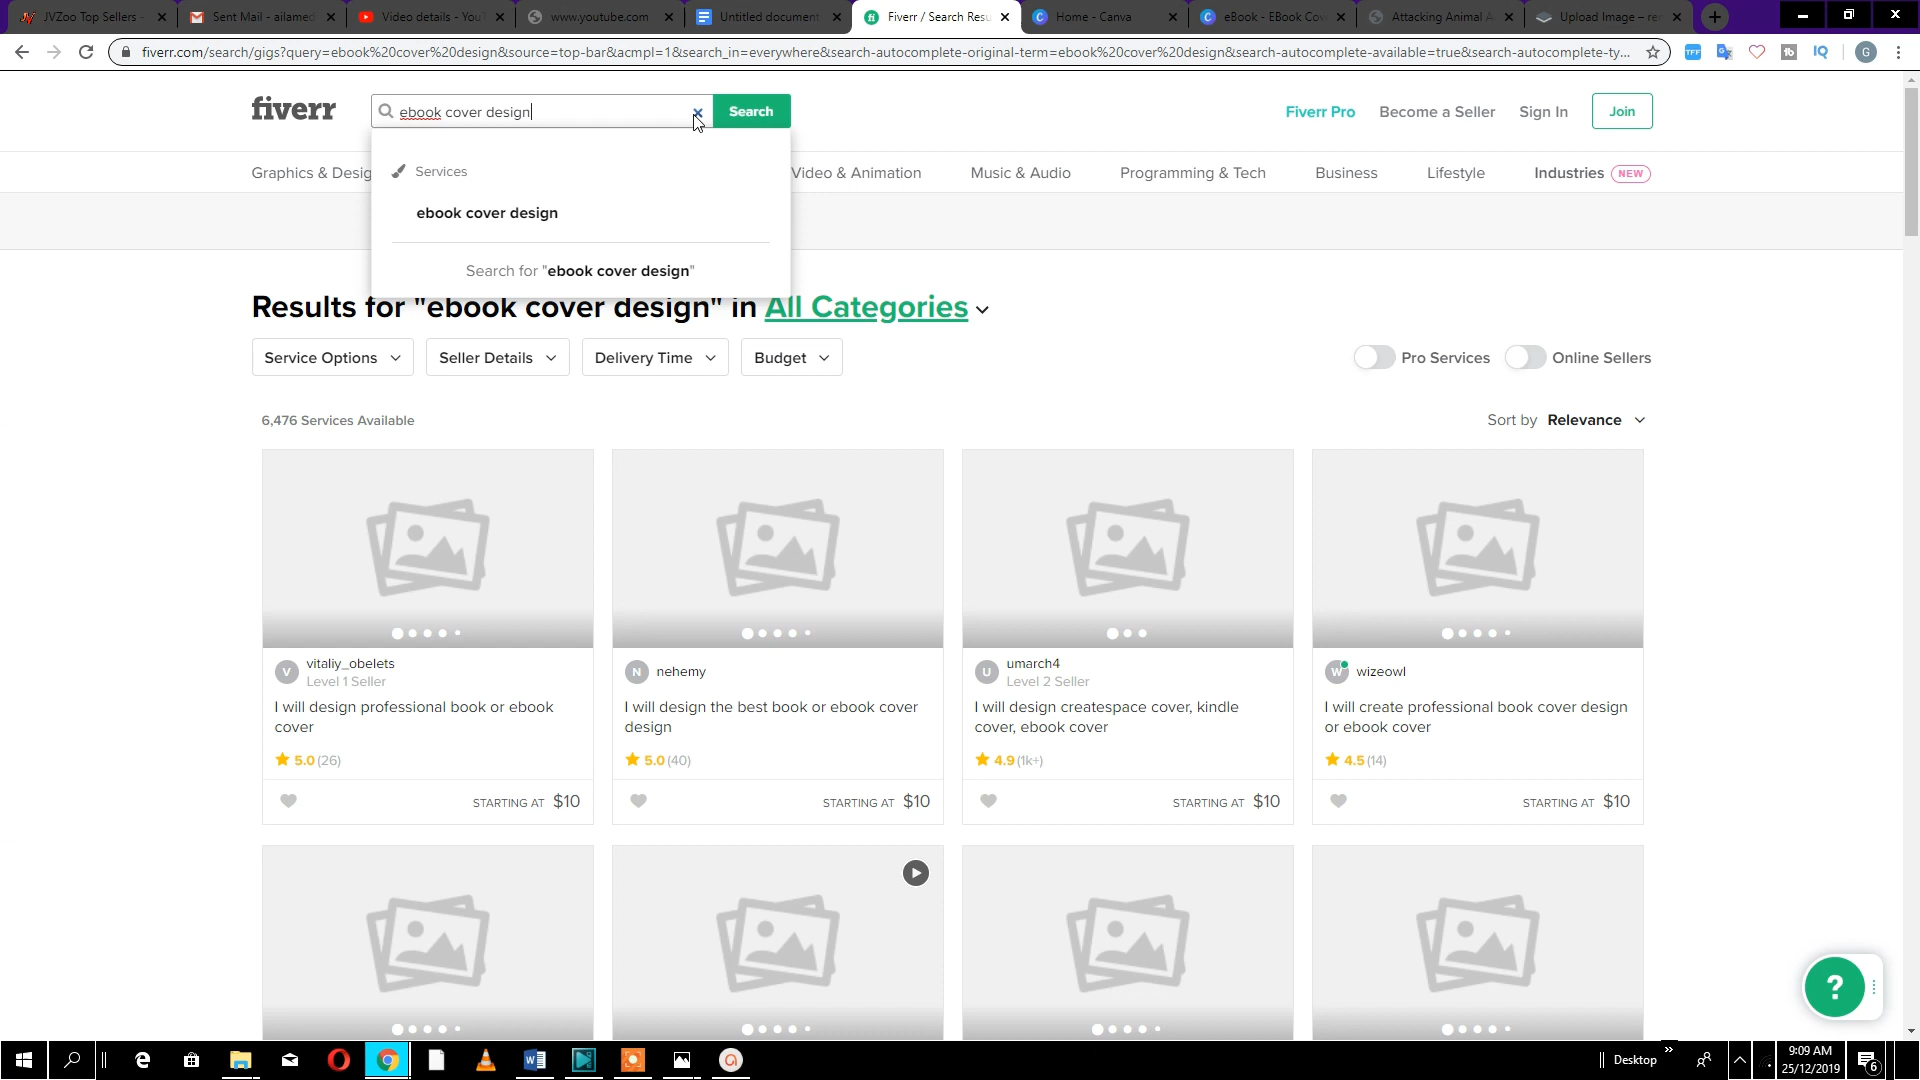 JVZoo Top Sellers -
Sent Mail - ailamed
Video details - YouT
www.youtube.com
Untitled document
Fiverr / Search Resu
Home - Canva
eBook - EBook Cov
Attacking Animal A
Upload Image – re
fiverr.com/search/gigs?query=ebook%20cover%20design&source=top-bar&acmpl=1&search_in=everywhere&search-autocomplete-original-term=ebook%20cover%20design&search-autocomplete-available=true&search-autocomplete-ty...
TFF
tb
IQ
G
fiverr
ebook cover design
Search
Fiverr Pro
Become a Seller
Sign In
Join
Graphics & Desig
Video & Animation
Music & Audio
Programming & Tech
Business
Lifestyle
Industries NEW
Services
ebook cover design
Search for "ebook cover design"
Results for "ebook cover design" in All Categories
Service Options
Seller Details
Delivery Time
Budget
Pro Services
Online Sellers
6,476 Services Available
Sort by Relevance
V
vitaliy_obelets
Level 1 Seller
I will design professional book or ebook
cover
5.0 (26)
STARTING AT $10
N
nehemy
I will design the best book or ebook cover
design
5.0 (40)
STARTING AT $10
U
umarch4
Level 2 Seller
I will design createspace cover, kindle
cover, ebook cover
4.9 (1k+)
STARTING AT $10
W
wizeowl
I will create professional book cover design
or ebook cover
4.5 (14)
STARTING AT $10
?
Desktop
9:09 AM
25/12/2019
6